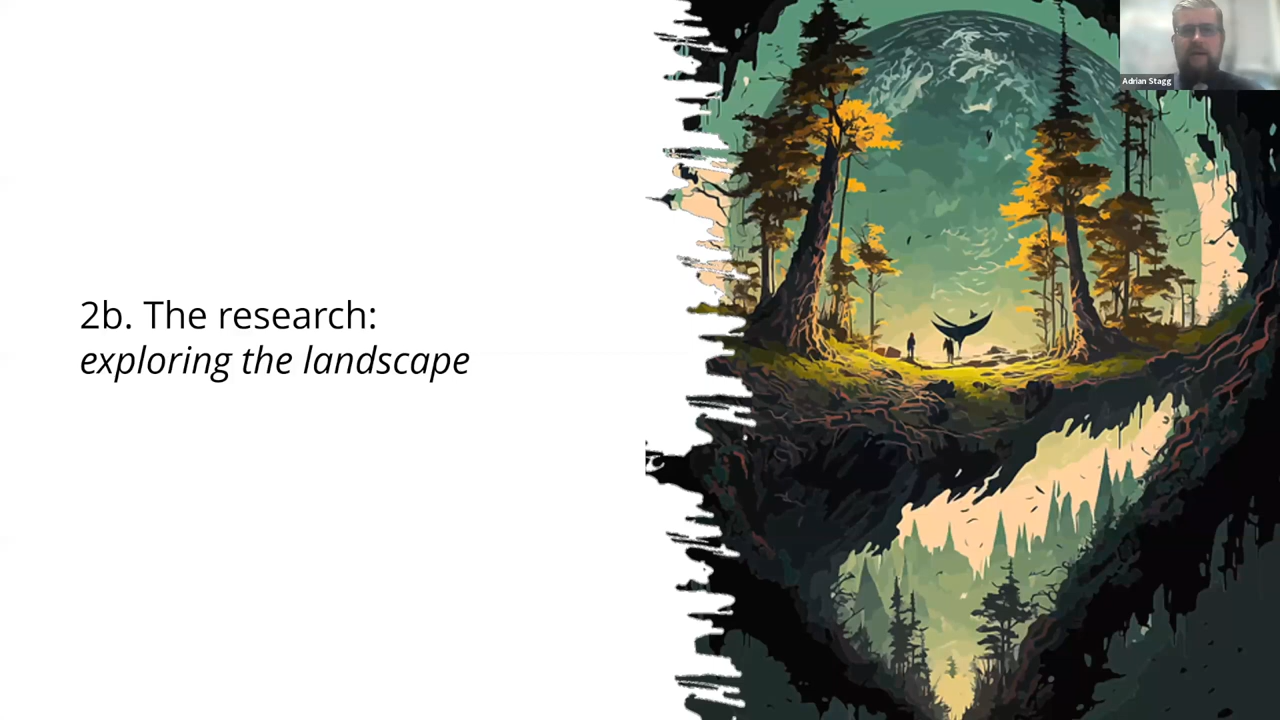 2b. The research:
exploring the landscape
Adrian Stagg